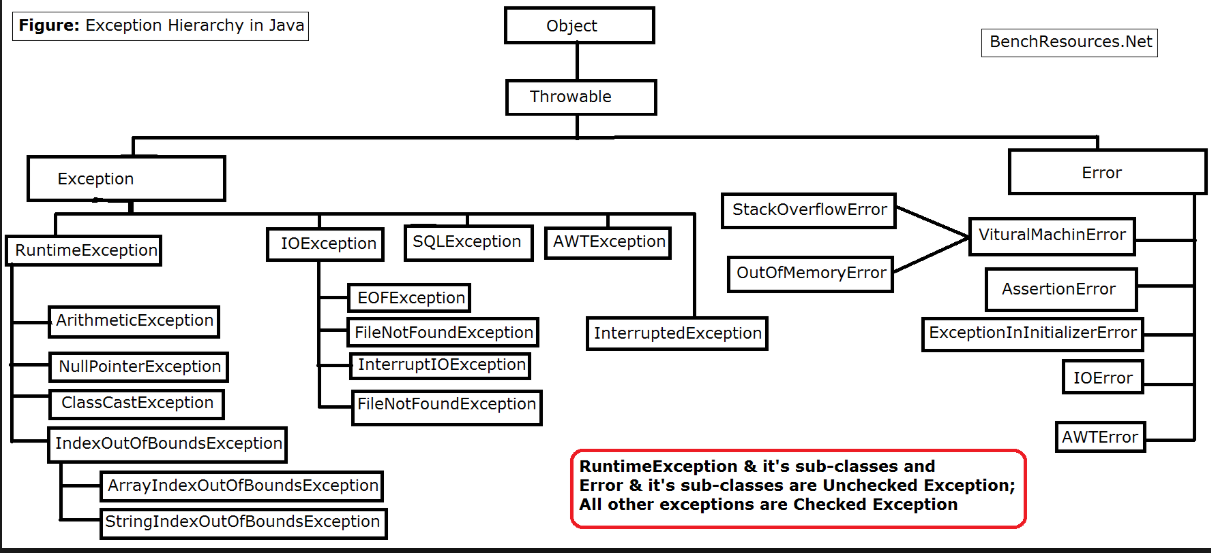 Figure: Exception Hierarchy in Java
Object
BenchResources.Net
Throwable
Exception
Error
RuntimeException
IOException
SQLException
AWTException
StackOverflowError
VituralMachinError
OutOfMemoryError
EOFException
AssertionError
ArithmeticException
FileNotFoundException
InterruptedException
ExceptionInInitializerError
NullPointerException
InterruptIOException
IOError
ClassCastException
FileNotFoundException
IndexOutOfBoundsException
AWTError
ArrayIndexOutOfBoundsException
StringIndexOutOfBoundsException
RuntimeException & it's sub-classes and
Error & it's sub-classes are Unchecked Exception;
All other exceptions are Checked Exception